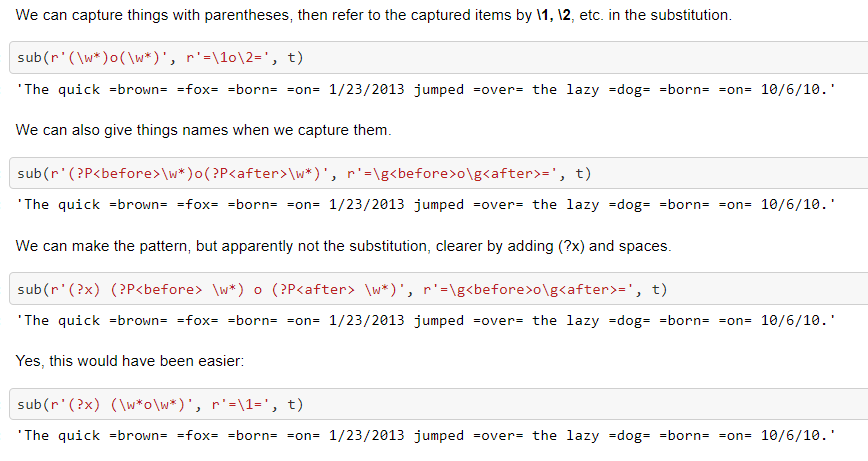 We can capture things with parentheses, then refer to the captured items by \1, \2, etc. in the substitution.
sub(r'(\w*)o(\w*)', r'=\1o\2=', t)
'The quick =brown= =fox= =born= =on= 1/23/2013 jumped =over= the lazy =dog= =born= =on= 10/6/10.'
We can also give things names when we capture them.
sub(r'(?P<before>\w*)o(?P<after>\w*)', r'=\g<before>o\g<after>=', t)
'The quick =brown= =fox= =born= =on= 1/23/2013 jumped =over= the lazy =dog= =born= =on= 10/6/10.'
We can make the pattern, but apparently not the substitution, clearer by adding (?x) and spaces.
sub(r'(?x) (?P<before> \w*) o (?P<after> \w*)', r'=\g<before>o\g<after>=', t)
'The quick =brown= =fox= =born= =on= 1/23/2013 jumped =over= the lazy =dog= =born= =on= 10/6/10.'
Yes, this would have been easier:
sub(r'(?x) (\w*o\w*)', r'=\1=', t)
'The quick =brown= =fox= =born= =on= 1/23/2013 jumped =over= the lazy =dog= =born= =on= 10/6/10.'